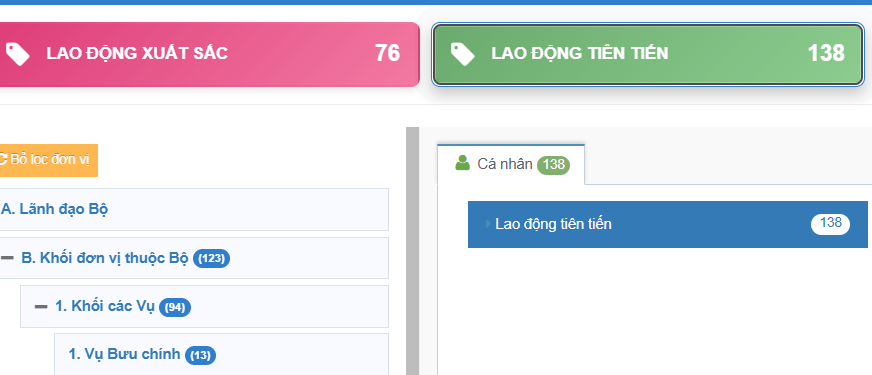 LAO ĐỘNG XUẤT SẮC 76
LAO ĐỘNG TIÊN TIẾN 138
Bỏ lọc đơn vị
A. Lãnh đạo Bộ
B. Khối đơn vị thuộc Bộ (123)
1. Khối các Vụ (94)
1. Vụ Bưu chính (13)
Cá nhân 138
Lao động tiên tiến 138